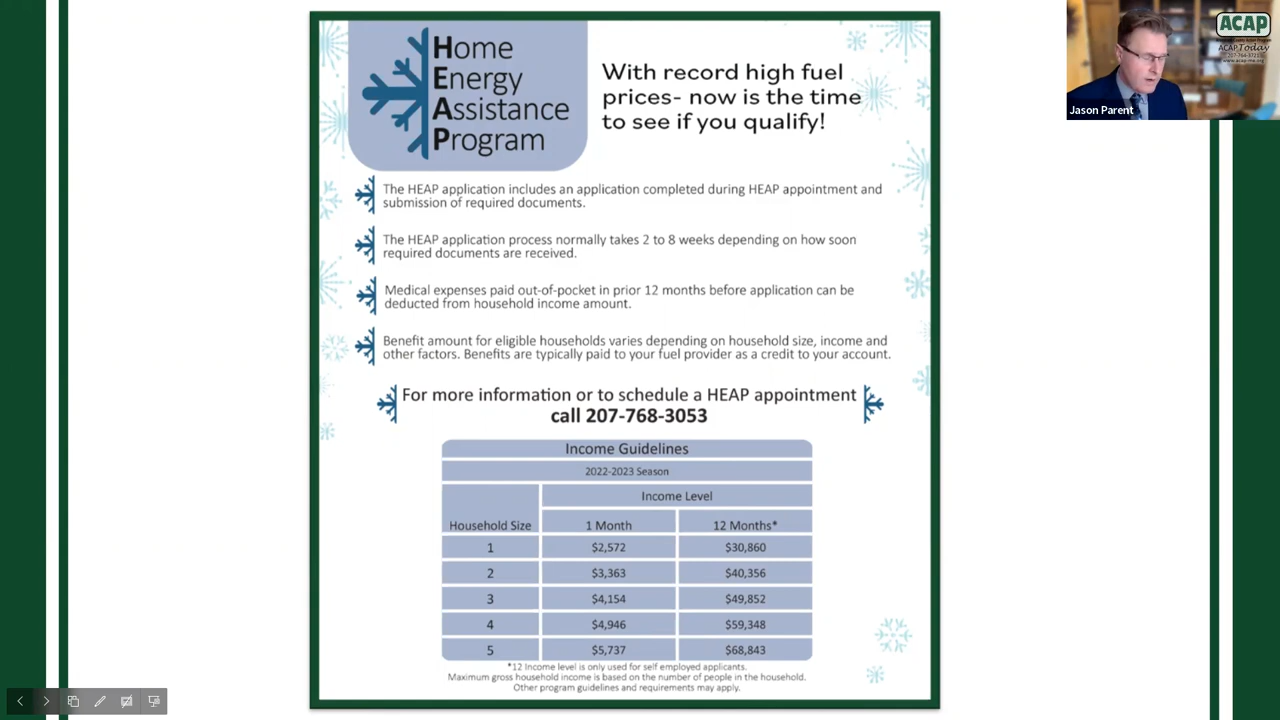 Home
Energy
Assistance
Program
With record high fuel
prices- now is the time
to see if you qualify!
The HEAP application includes an application completed during HEAP appointment and
submission of required documents.
The HEAP application process normally takes 2 to 8 weeks depending on how soon
required documents are received.
Medical expenses paid out-of-pocket in prior 12 months before application can be
deducted from household income amount.
Benefit amount for eligible households varies depending on household size, income and
other factors. Benefits are typically paid to your fuel provider as a credit to your account.
For more information or to schedule a HEAP appointment
call 207-768-3053
Income Guidelines
2022-2023 Season
Income Level
Household Size 1 Month 12 Months*
1 $2,572 $30,860
2 $3,363 $40,356
3 $4,154 $49,852
4 $4,946 $59,348
5 $5,737 $68,843
*12 Income level is only used for self employed applicants.
Maximum gross household income is based on the number of people in the household.
Other program guidelines and requirements may apply.
ACAP
ACAP Today
207-764-3721
www.acap-me.org
Jason Parent